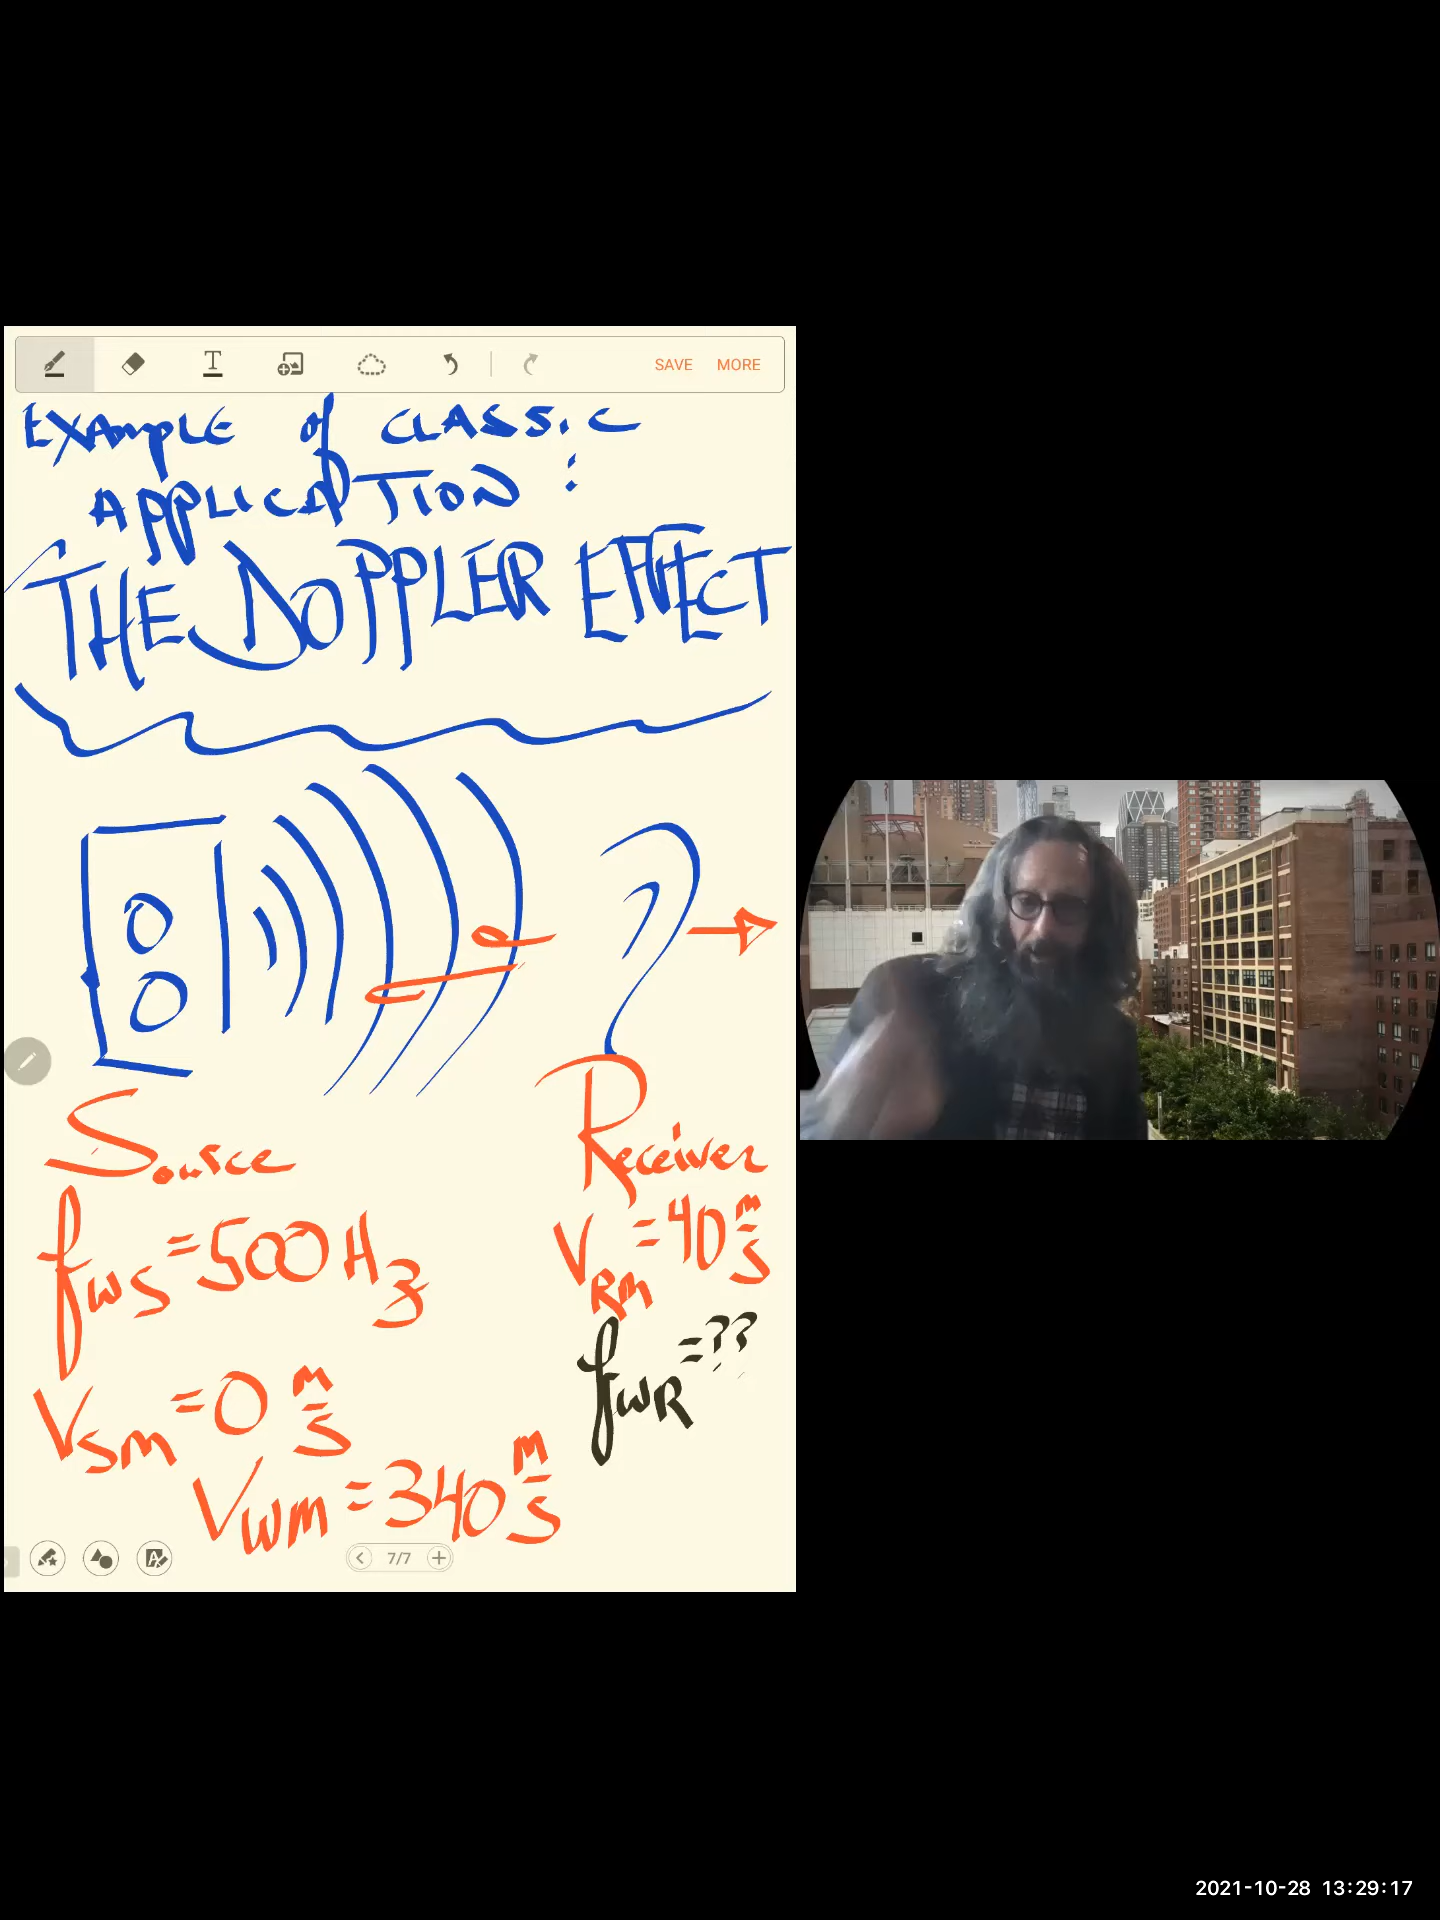 SAVE MORE
EXAMPLE of CLASSIC
APPLICATION :
THE DOPPLER EFFECT
Source
Receiver
fWS = 500 Hz
VRM = 40 m/s
fWR = ??
VSM = 0 m/s
VWM = 340 m/s
7/7
2021-10-28 13:29:17